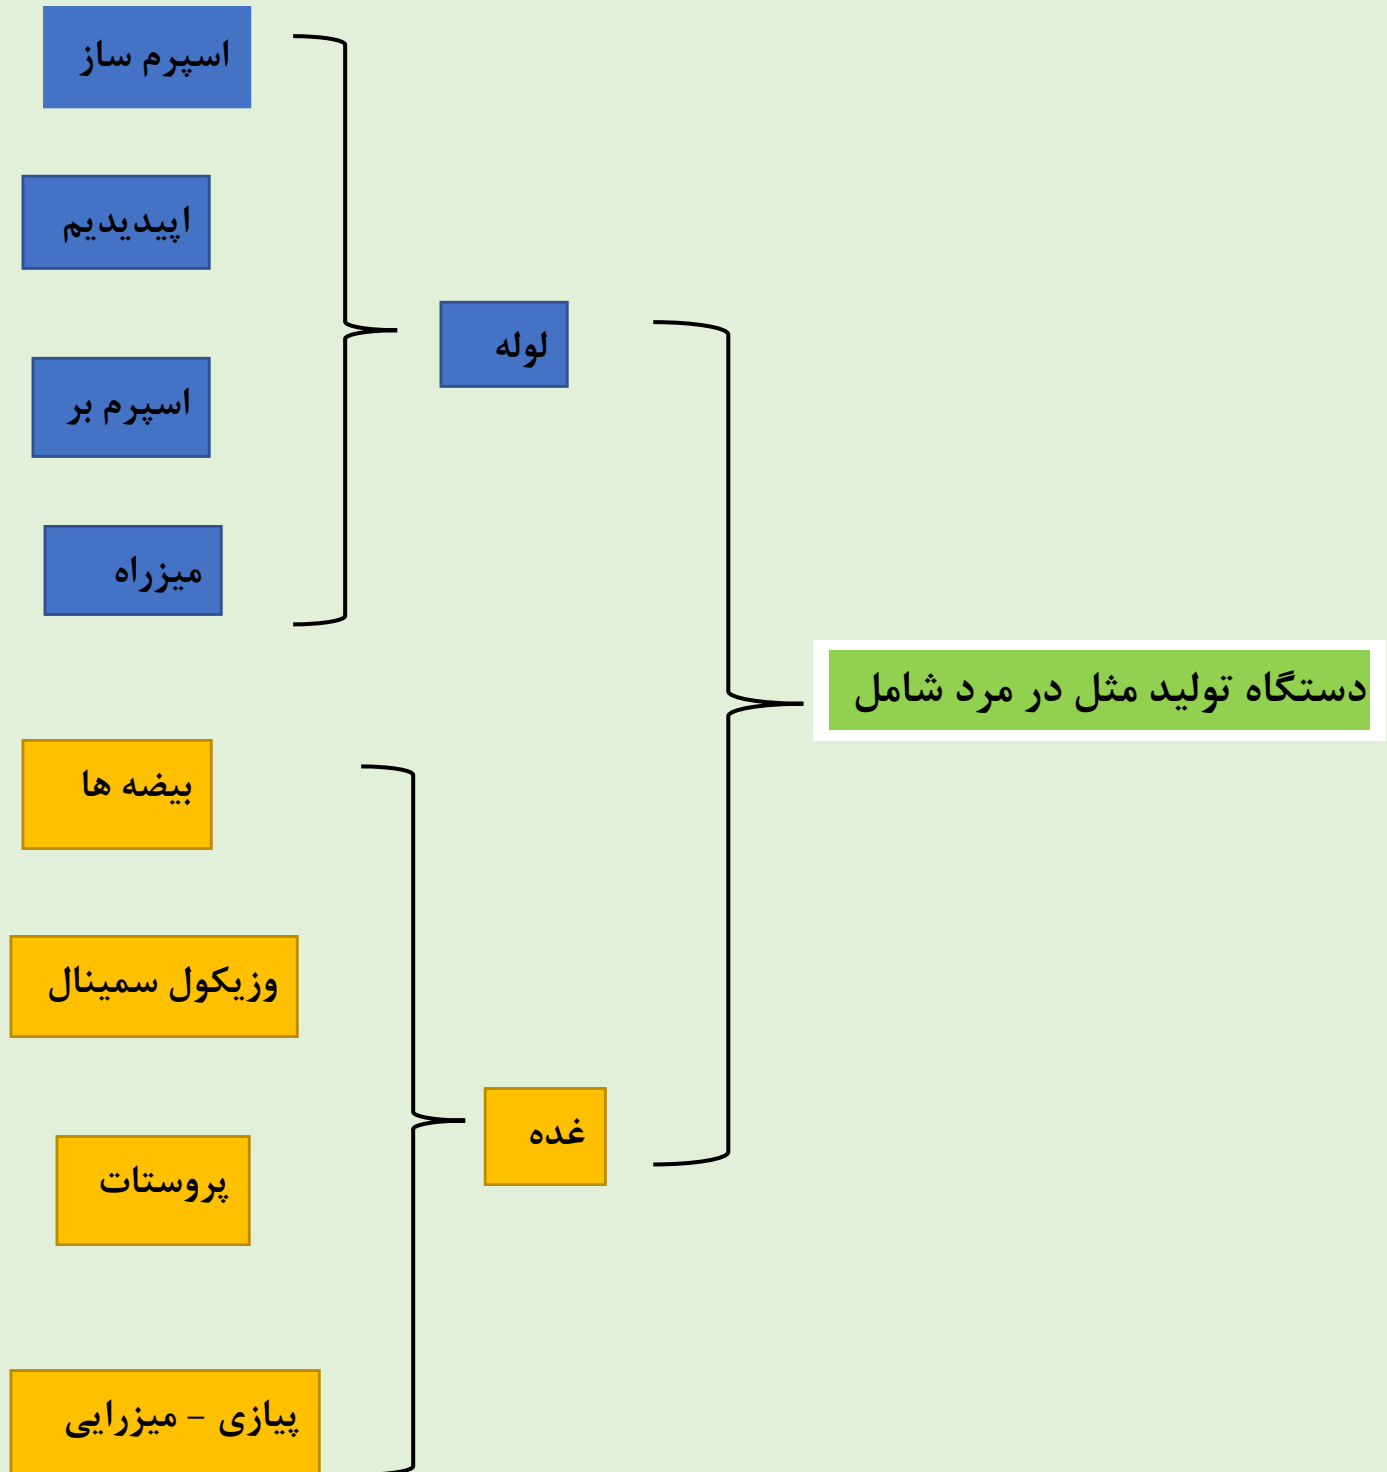 دستگاه تولید مثل در مرد شامل
لوله
اسپرم ساز
اپیدیدیم
اسپرم بر
میزراه
غده
بیضه ها
وزیکول سمینال
پروستات
پیازی - میزرایی